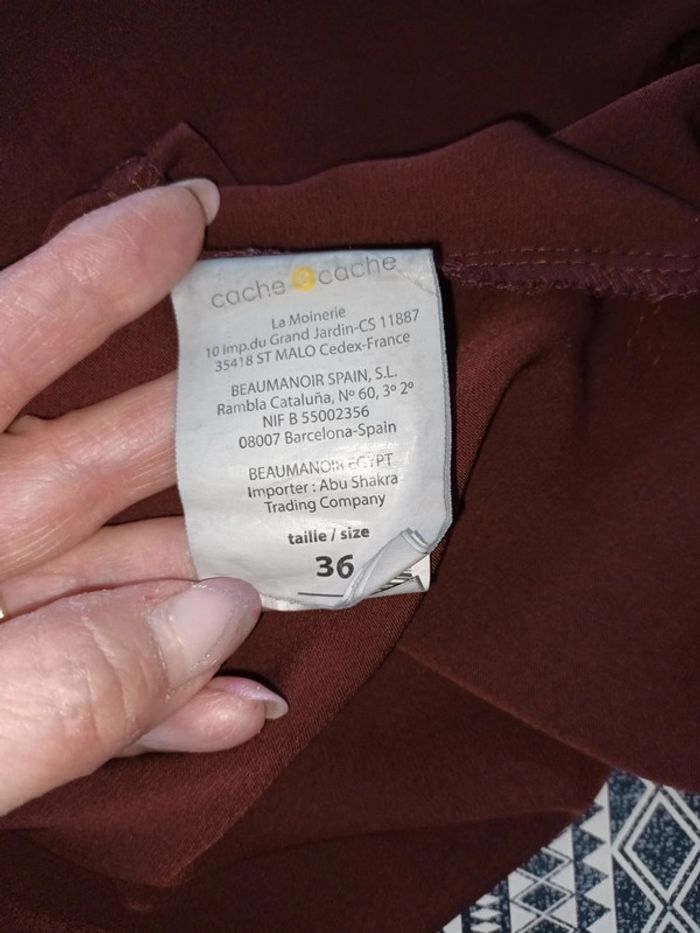 cache cache
La Moinerie
10 imp.du Grand Jardin-CS 11887
35418 ST MALO Cedex-France
BEAUMANOIR SPAIN, S.L.
Rambla Cataluña, Nº 60, 3º 2º
NIF B 55002356
08007 Barcelona-Spain
BEAUMANOIR EGYPT
Importer : Abu Shakra
Trading Company
taille / size
36